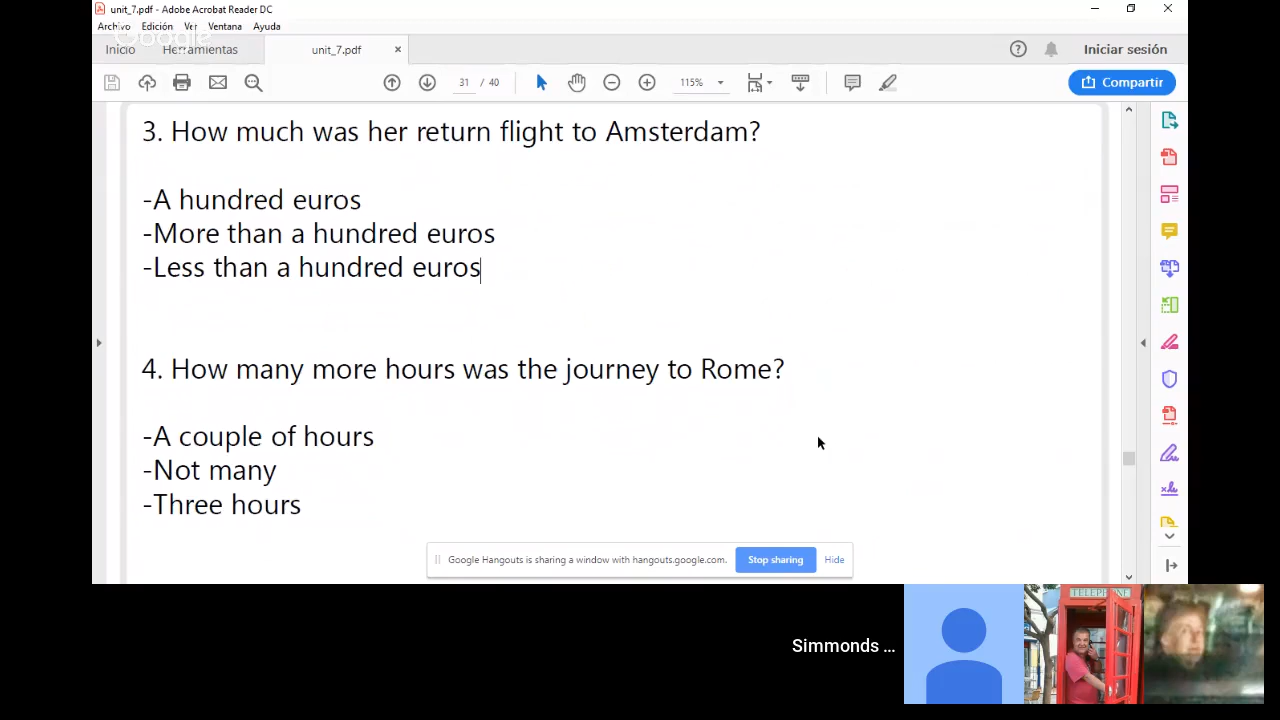 unit_7.pdf - Adobe Acrobat Reader DC
Archivo Edición Ver Ventana Ayuda
Google
Inicio Herramientas unit_7.pdf × Iniciar sesión
31 / 40 115% Compartir
3. How much was her return flight to Amsterdam?
-A hundred euros
-More than a hundred euros
-Less than a hundred euros
4. How many more hours was the journey to Rome?
-A couple of hours
-Not many
-Three hours
Google Hangouts is sharing a window with hangouts.google.com. Stop sharing Hide
TELEPHONE
Simmonds ...